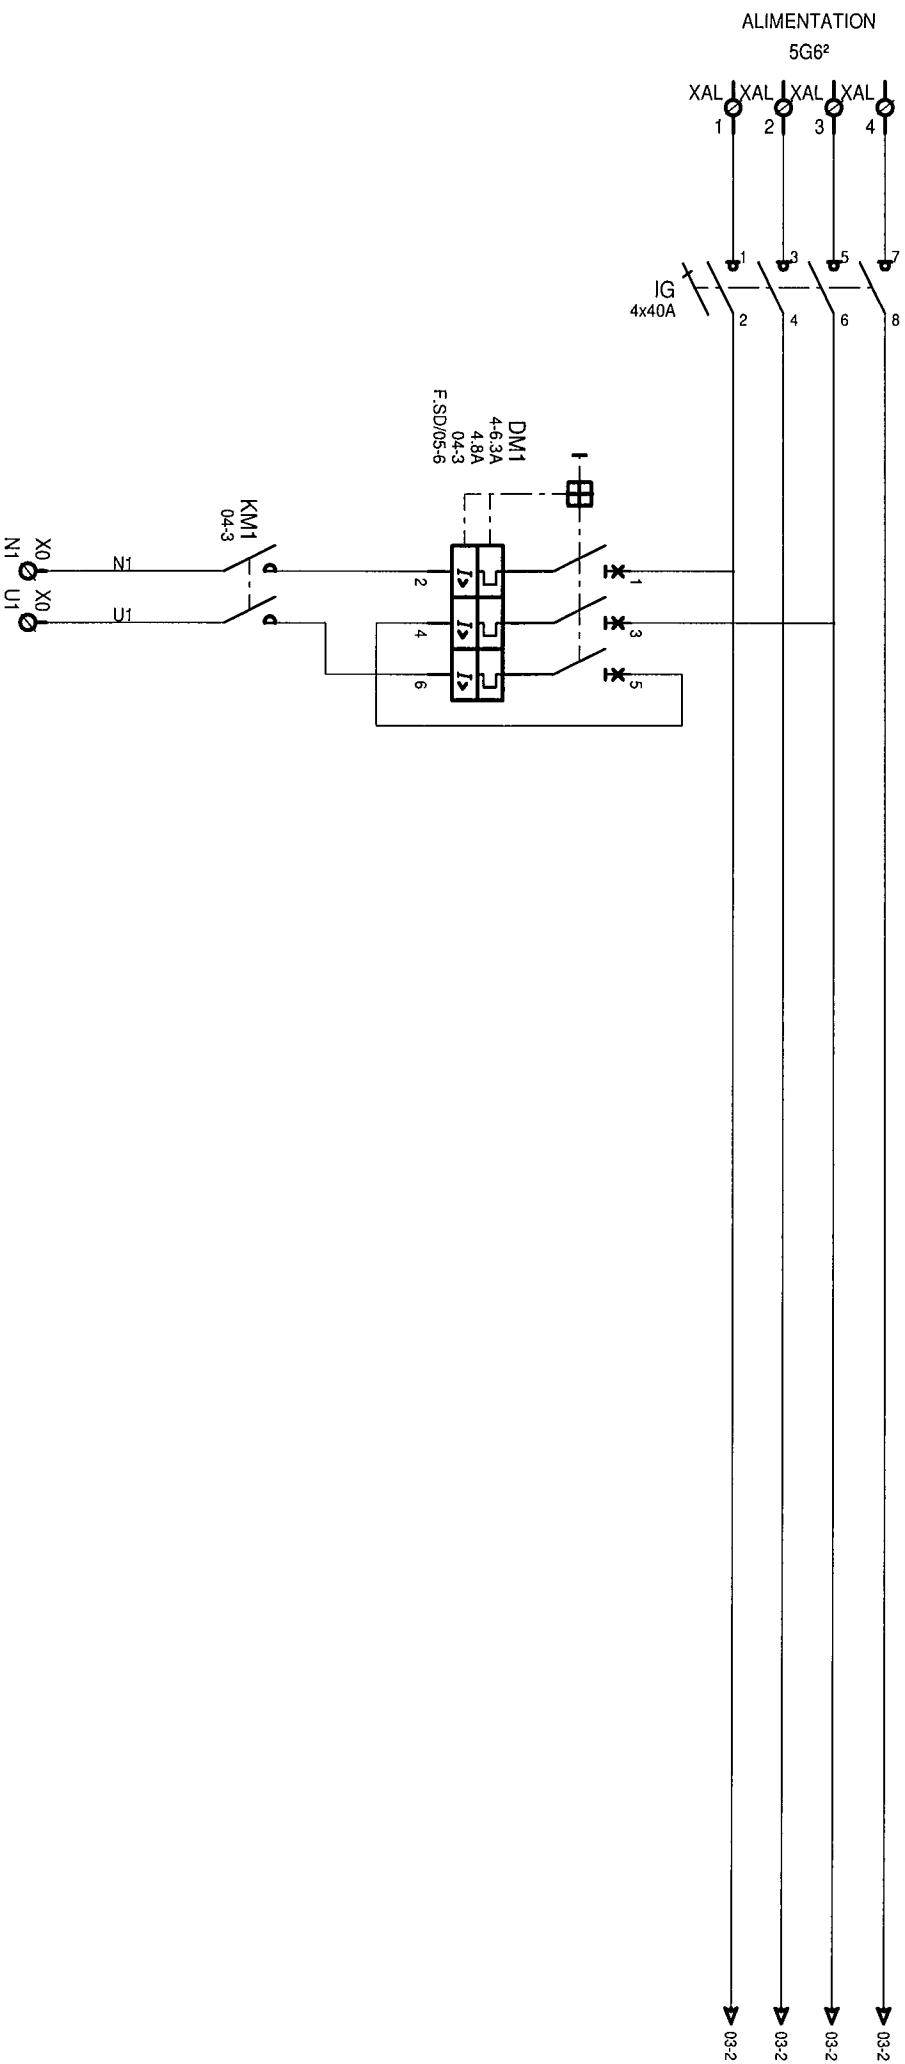 ALIMENTATION
5G6²
XAL XAL XAL XAL
1 2 3 4
1 3 5 7
IG
4x40A
2 4 6 8
DM1
4-6.3A
4.8A
04-3
F.SD/05-6
1
3
5
I>
I>
I>
2
4
6
KM1
04-3
N1
U1
X0
N1
X0
U1
03-2
03-2
03-2
03-2